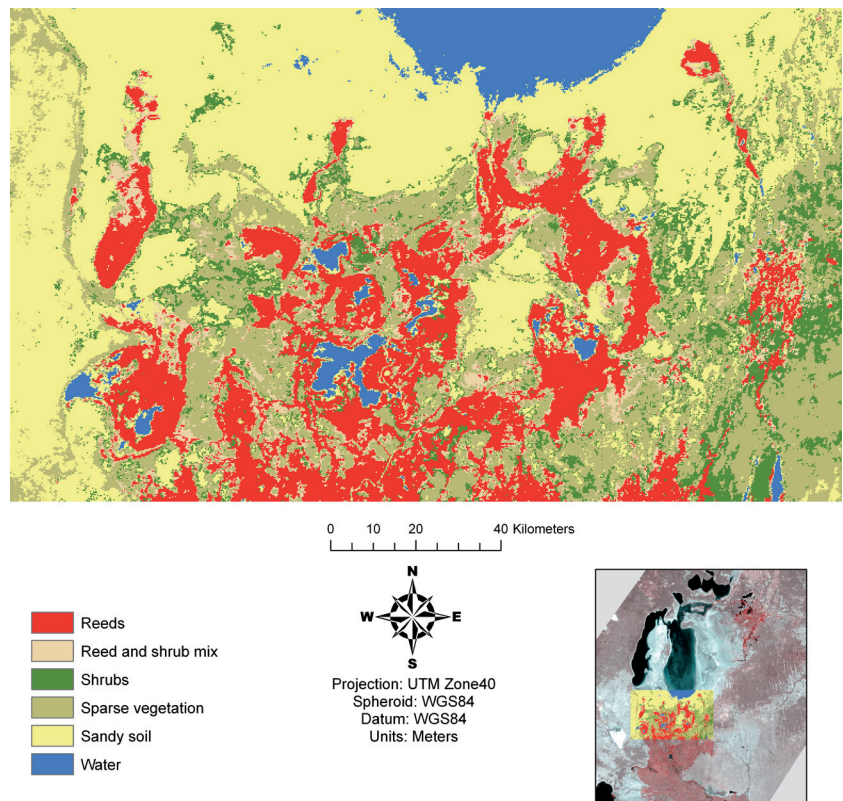 0 10 20 40 Kilometers
N
W E
S
Projection: UTM Zone40
Spheroid: WGS84
Datum: WGS84
Units: Meters
Reeds
Reed and shrub mix
Shrubs
Sparse vegetation
Sandy soil
Water